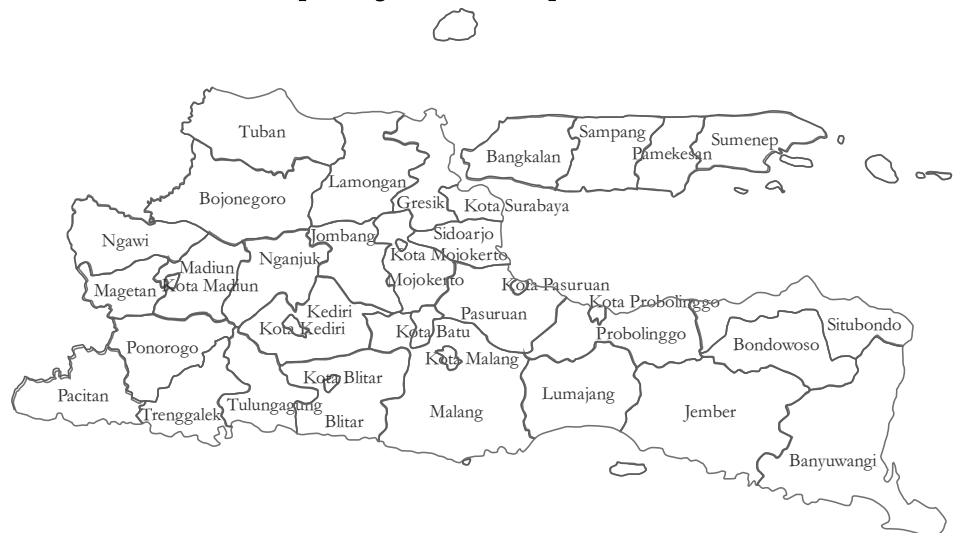 Tuban
Sampang
Sumenep
Bangkalan
Pamekesan
Lamongan
Bojonegoro
Gresik
Kota Surabaya
Ngawi
Jombang
Sidoarjo
Nganjuk
Kota Mojokerto
Madiun
Mojokerto
Magetan
Kota Madiun
Kota Pasuruan
Kota Probolinggo
Kediri
Pasuruan
Situbondo
Kota Kediri
Kota Batu
Probolinggo
Ponorogo
Bondowoso
Kota Malang
Kota Blitar
Pacitan
Lumajang
Tulungagung
Trenggalek
Malang
Jember
Blitar
Banyuwangi